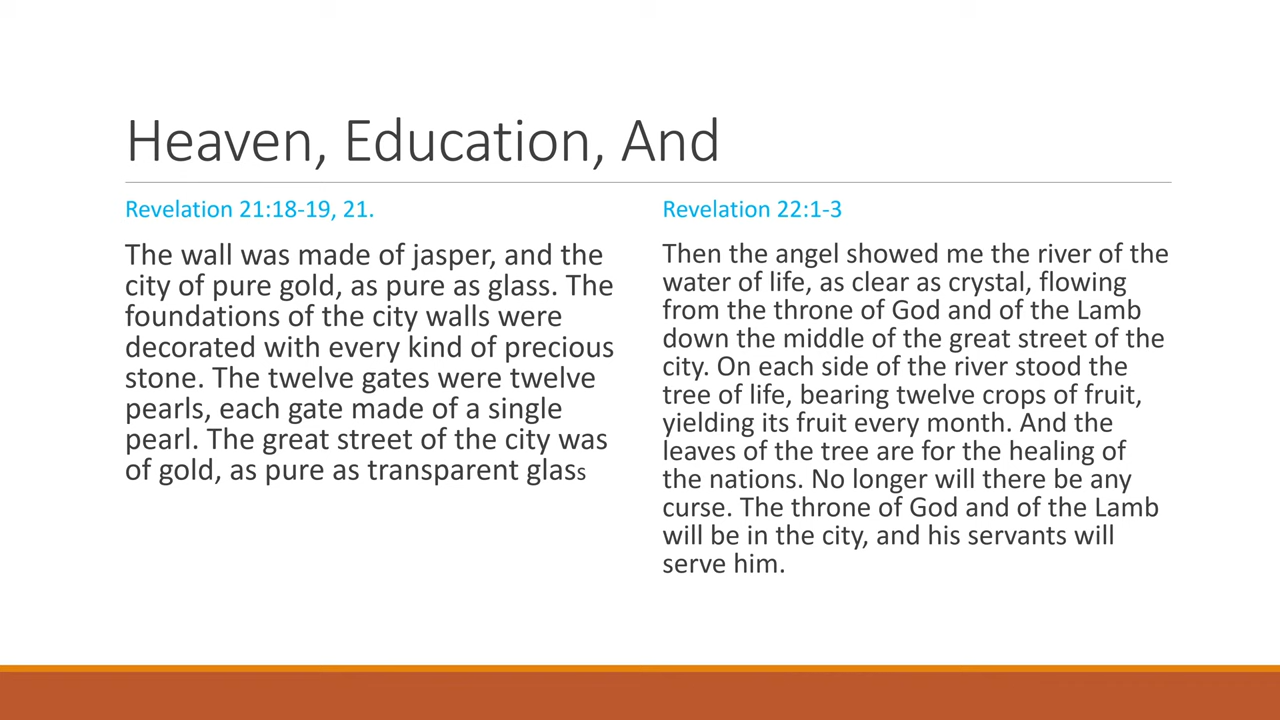 Heaven, Education, And
Revelation 21:18-19, 21.
The wall was made of jasper, and the
city of pure gold, as pure as glass. The
foundations of the city walls were
decorated with every kind of precious
stone. The twelve gates were twelve
pearls, each gate made of a single
pearl. The great street of the city was
of gold, as pure as transparent glass
Revelation 22:1-3
Then the angel showed me the river of the
water of life, as clear as crystal, flowing
from the throne of God and of the Lamb
down the middle of the great street of the
city. On each side of the river stood the
tree of life, bearing twelve crops of fruit,
yielding its fruit every month. And the
leaves of the tree are for the healing of
the nations. No longer will there be any
curse. The throne of God and of the Lamb
will be in the city, and his servants will
serve him.